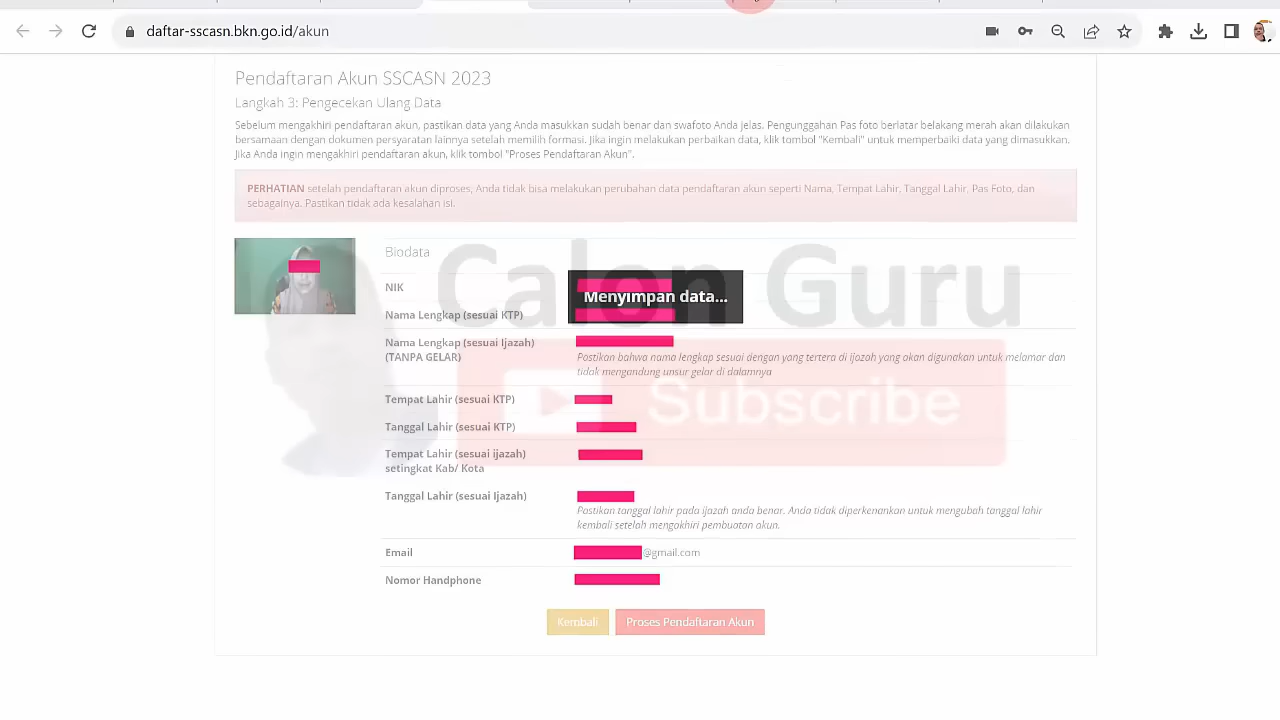 daftar-sscasn.bkn.go.id/akun
Pendaftaran Akun SSCASN 2023
Langkah 3: Pengecekan Ulang Data
Sebelum mengakhiri pendaftaran akun, pastikan data yang Anda masukkan sudah benar dan swafoto Anda jelas. Pengunggahan Pas foto berlatar belakang merah akan dilakukan
bersamaan dengan dokumen persyaratan lainnya setelah memilih formasi. Jika ingin melakukan perbaikan data, klik tombol "Kembali" untuk memperbaiki data yang dimasukkan.
Jika Anda ingin mengakhiri pendaftaran akun, klik tombol "Proses Pendaftaran Akun".
PERHATIAN setelah pendaftaran akun diproses, Anda tidak bisa melakukan perubahan data pendaftaran akun seperti Nama, Tempat Lahir, Tanggal Lahir, Pas Foto, dan
sebagainya. Pastikan tidak ada kesalahan isi.
Biodata
Calon Guru
NIK
Menyimpan data...
Nama Lengkap (sesuai KTP)
Nama Lengkap (sesuai Ijazah)
(TANPA GELAR)
Pastikan bahwa nama lengkap sesuai dengan yang tertera di ijazah yang akan digunakan untuk melamar dan
tidak mengandung unsur gelar di dalamnya
Tempat Lahir (sesuai KTP)
Subscribe
Tanggal Lahir (sesuai KTP)
Tempat Lahir (sesuai ijazah)
setingkat Kab/ Kota
Tanggal Lahir (sesuai Ijazah)
Pastikan tanggal lahir pada ijazah anda benar. Anda tidak diperkenankan untuk mengubah tanggal lahir
kembali setelah mengakhiri pembuatan akun.
Email
@gmail.com
Nomor Handphone
Kembali
Proses Pendaftaran Akun